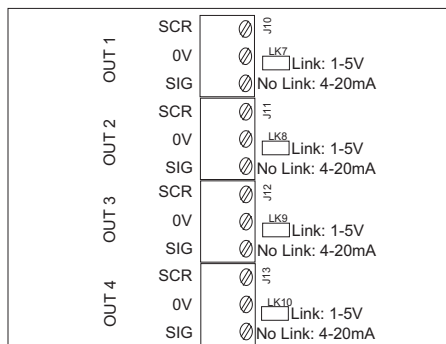 OUT 1
SCR
J10
0V
LK7
Link: 1-5V
SIG
No Link: 4-20mA
OUT 2
SCR
J11
0V
LK8
Link: 1-5V
SIG
No Link: 4-20mA
OUT 3
SCR
J12
0V
LK9
Link: 1-5V
SIG
No Link: 4-20mA
OUT 4
SCR
J13
0V
LK10
Link: 1-5V
SIG
No Link: 4-20mA